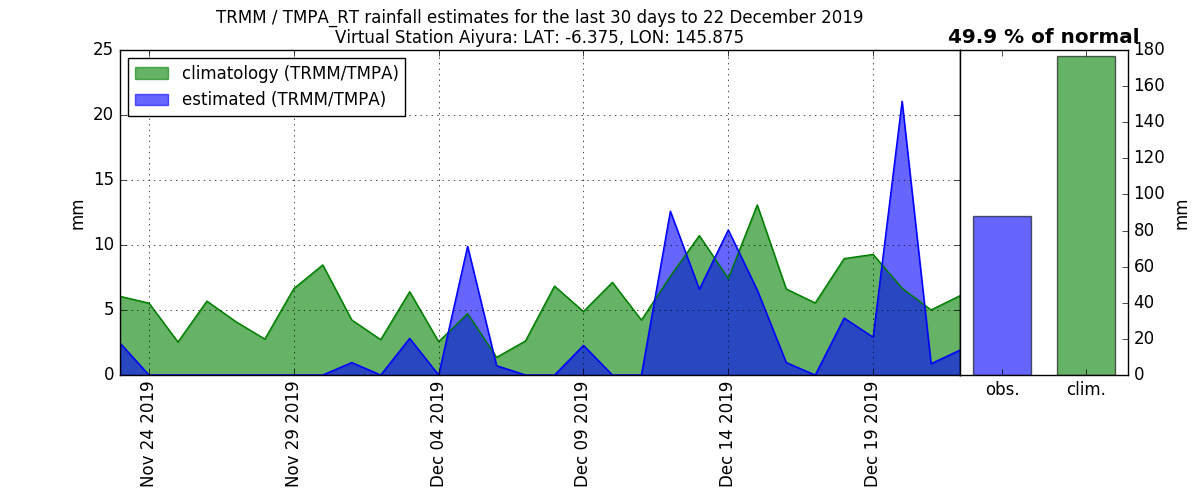 TRMM / TMPA_RT rainfall estimates for the last 30 days to 22 December 2019
Virtual Station Aiyura: LAT: -6.375, LON: 145.875
49.9 % of normal
climatology (TRMM/TMPA)
estimated (TRMM/TMPA)
mm
25
20
15
10
5
0
Nov 24 2019
Nov 29 2019
Dec 04 2019
Dec 09 2019
Dec 14 2019
Dec 19 2019
obs.
clim.
180
160
140
120
100
80
60
40
20
0
mm